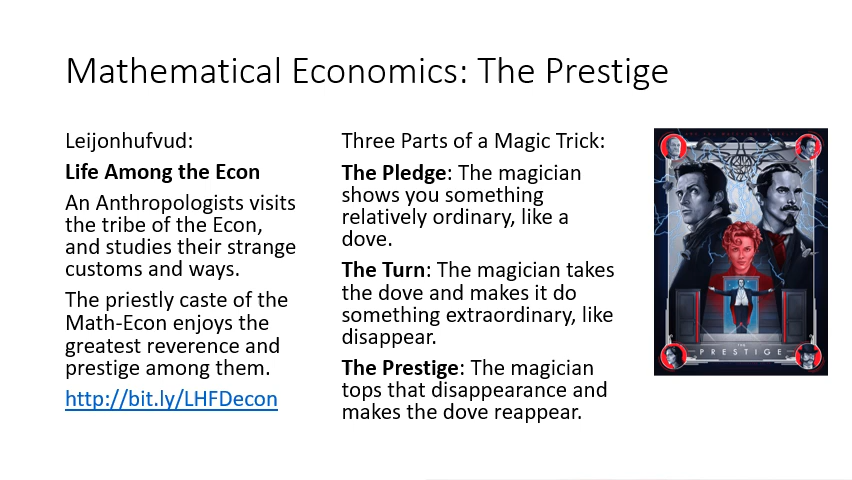 Mathematical Economics: The Prestige
Leijonhufvud:
Life Among the Econ
An Anthropologists visits
the tribe of the Econ,
and studies their strange
customs and ways.
The priestly caste of the
Math-Econ enjoys the
greatest reverence and
prestige among them.
http://bit.ly/LHFDecon
Three Parts of a Magic Trick:
The Pledge: The magician
shows you something
relatively ordinary, like a
dove.
The Turn: The magician takes
the dove and makes it do
something extraordinary, like
disappear.
The Prestige: The magician
tops that disappearance and
makes the dove reappear.
THE
PRESTIGE